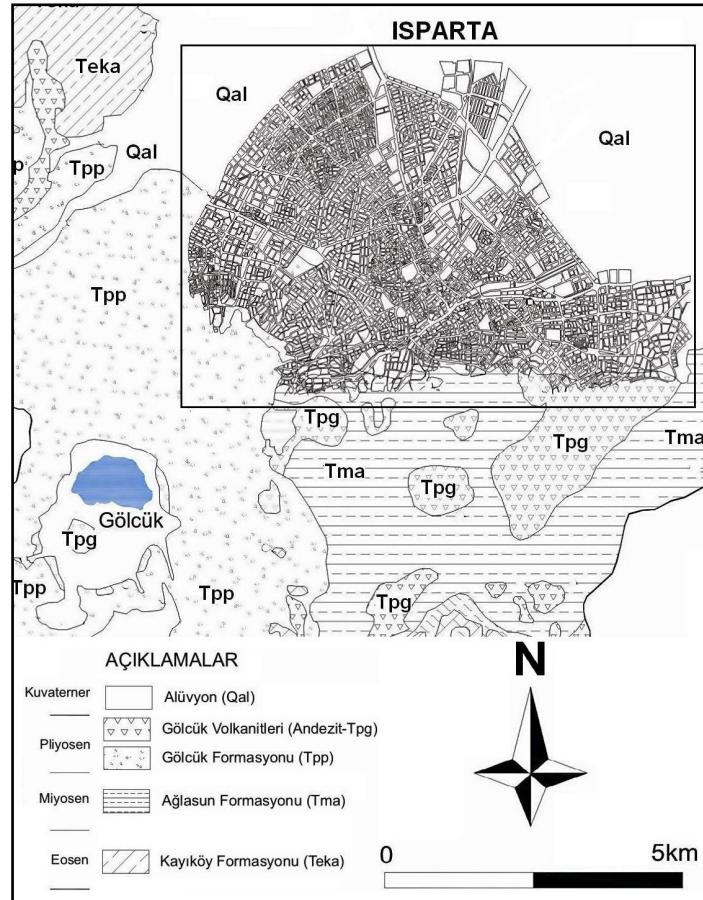 ISPARTA
Teka
Qal
Qal
Qal
Tpp
Tpp
Tpg
Tpg
Tma
Tma
Tpg
Gölcük
Tpg
Tpp
Tpp
Tpg
AÇIKLAMALAR
N
Kuvaterner
Alüvyon (Qal)
Pliyosen
Gölcük Volkanitleri (Andezit-Tpg)
Gölcük Formasyonu (Tpp)
Miyosen
Ağlasun Formasyonu (Tma)
Eosen
Kayıköy Formasyonu (Teka)
0
5km